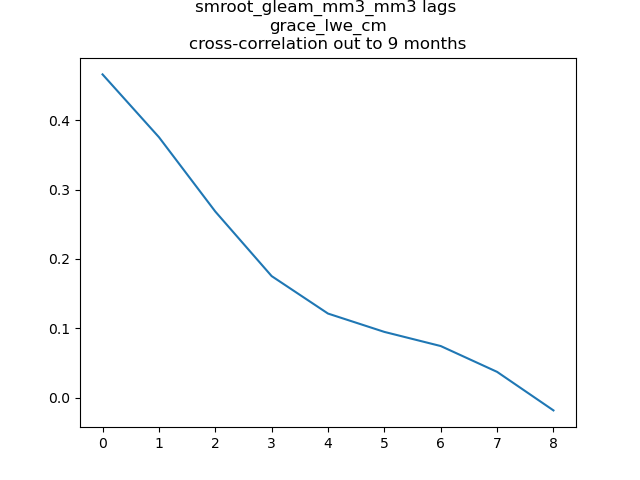 smroot_gleam_mm3_mm3 lags
grace_lwe_cm
cross-correlation out to 9 months
0.4
0.3
0.2
0.1
0.0
0 1 2 3 4 5 6 7 8